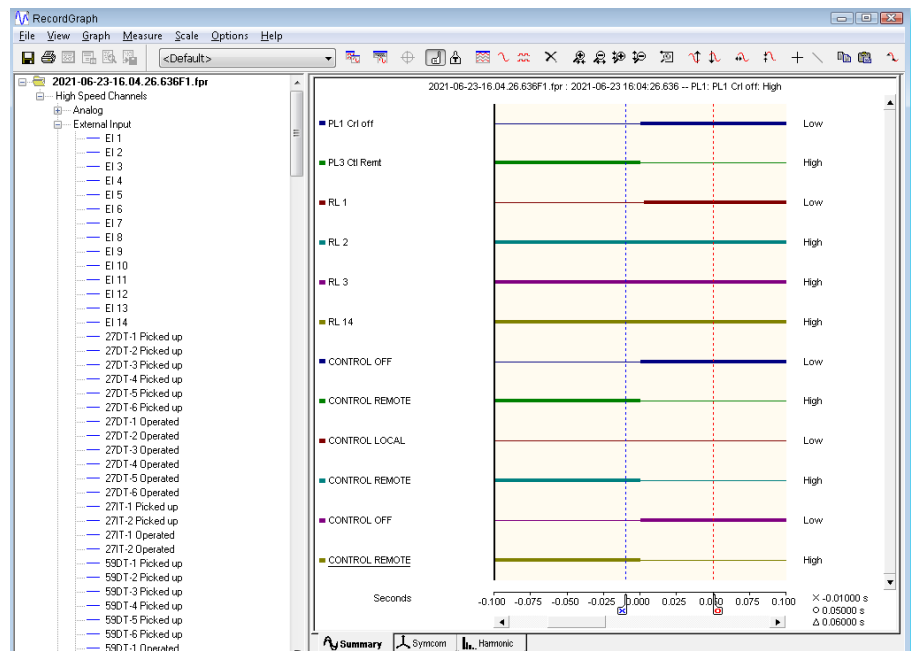 RecordGraph
File View Graph Measure Scale Options Help
<Default>
2021-06-23-16.04.26.636F1.fpr
High Speed Channels
Analog
External Input
EI 1
EI 2
EI 3
EI 4
EI 5
EI 6
EI 7
EI 8
EI 9
EI 10
EI 11
EI 12
EI 13
EI 14
27DT-1 Picked up
27DT-2 Picked up
27DT-3 Picked up
27DT-4 Picked up
27DT-5 Picked up
27DT-6 Picked up
27DT-1 Operated
27DT-2 Operated
27DT-3 Operated
27DT-4 Operated
27DT-5 Operated
27DT-6 Operated
27IT-1 Picked up
27IT-2 Picked up
27IT-1 Operated
27IT-2 Operated
59DT-1 Picked up
59DT-2 Picked up
59DT-3 Picked up
59DT-4 Picked up
59DT-5 Picked up
59DT-6 Picked up
59DT-1 Operated
2021-06-23-16.04.26.636F1.fpr : 2021-06-23 16:04:26.636 -- PL1: PL1 Crl off: High
PL1 Crl off Low
PL3 Ctl Remt High
RL 1 Low
RL 2 High
RL 3 High
RL 14 High
CONTROL OFF Low
CONTROL REMOTE High
CONTROL LOCAL Low
CONTROL REMOTE High
CONTROL OFF Low
CONTROL REMOTE High
Seconds -0.100 -0.075 -0.050 -0.025 0.000 0.025 0.050 0.075 0.100
X -0.01000 s
O 0.05000 s
Δ 0.06000 s
Summary Symcom Harmonic